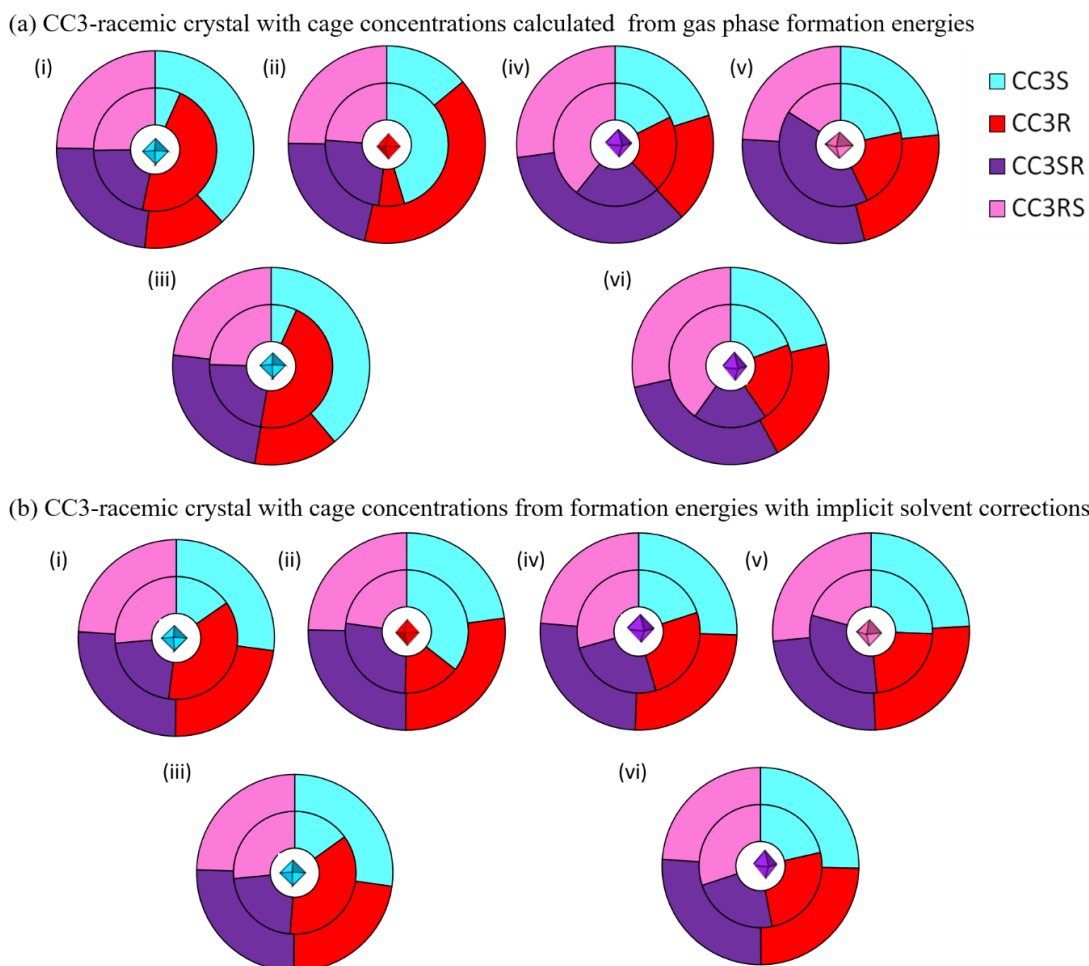 (a) CC3-racemic crystal with cage concentrations calculated from gas phase formation energies
(i)
(ii)
(iv)
(v)
CC3S
CC3R
CC3SR
CC3RS
(iii)
(vi)
(b) CC3-racemic crystal with cage concentrations from formation energies with implicit solvent corrections
(i)
(ii)
(iv)
(v)
(iii)
(vi)